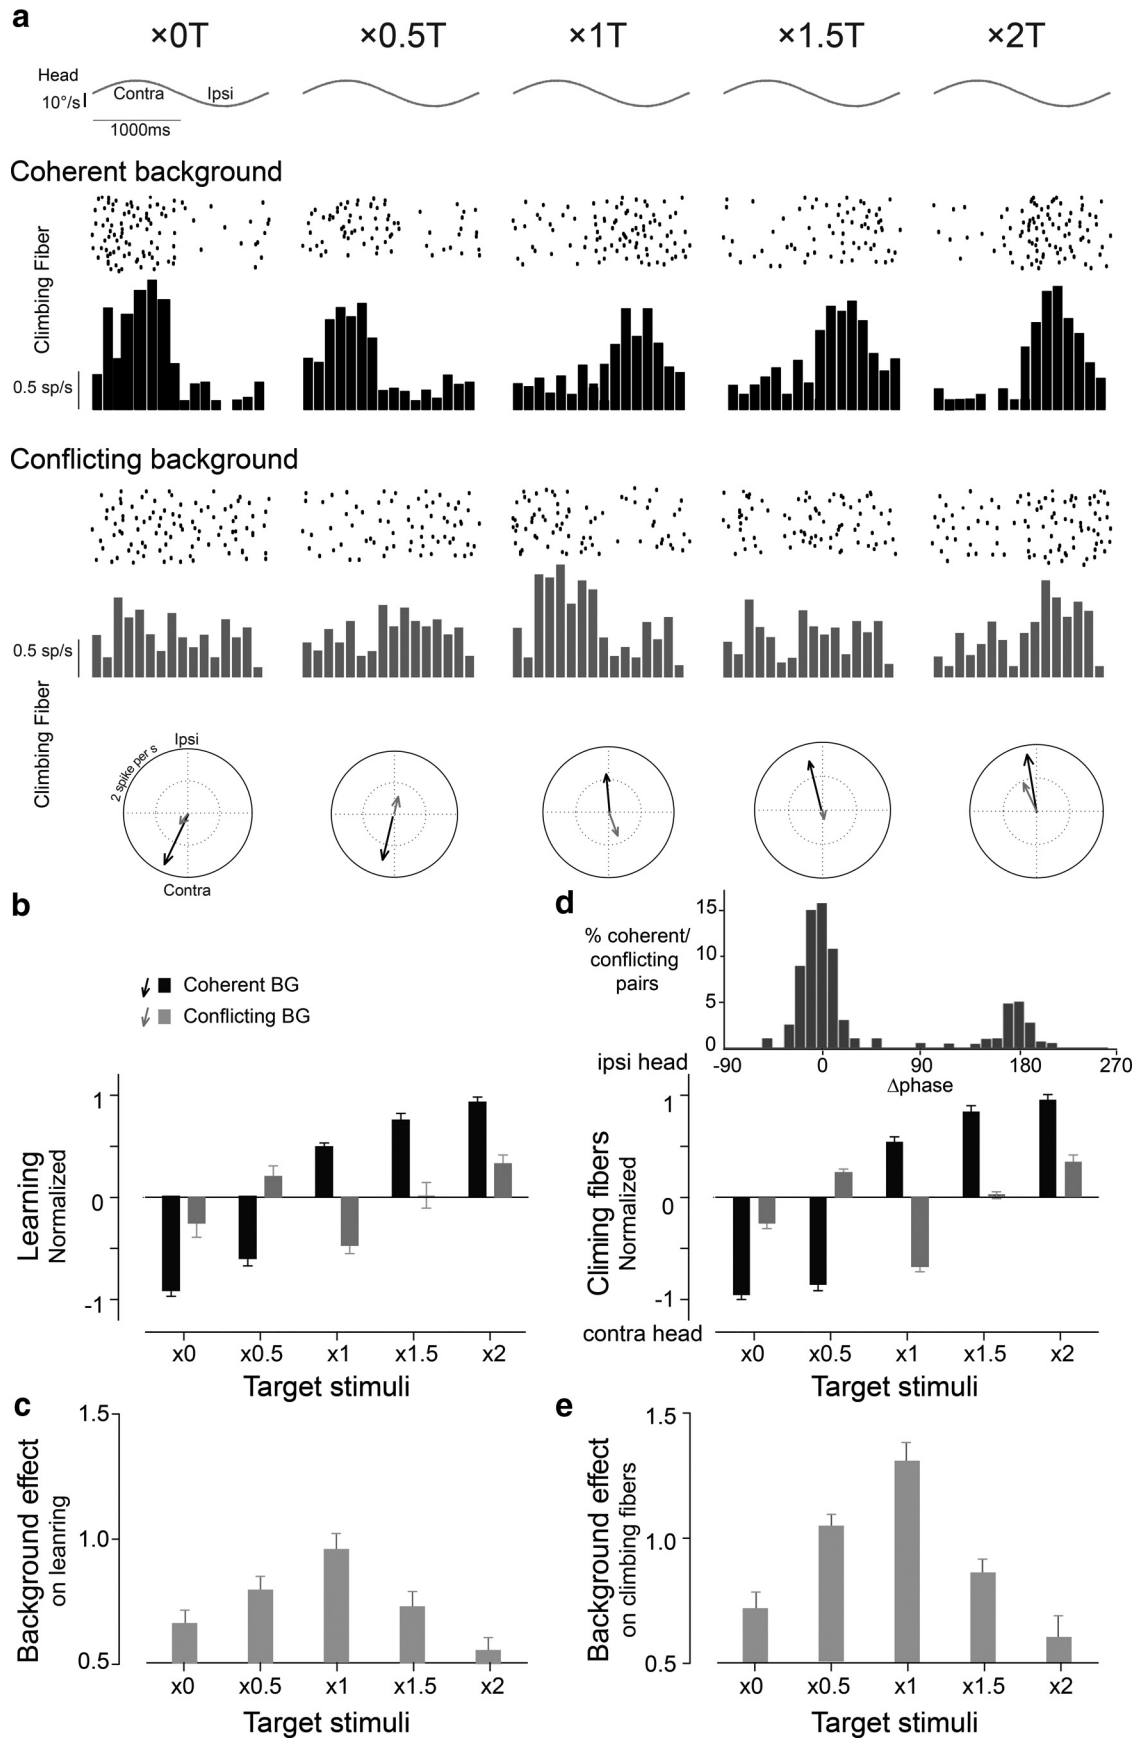 a
×0T ×0.5T ×1T ×1.5T ×2T
Head
10°/s
Contra Ipsi
1000ms
Coherent background
Climbing Fiber
0.5 sp/s
Conflicting background
0.5 sp/s
Climbing Fiber
2 spike per s
Ipsi
Contra
b
Coherent BG
Conflicting BG
Learning
Normalized
1
0
-1
x0 x0.5 x1 x1.5 x2
Target stimuli
c
Background effect
on leanring
1.5
1.0
0.5
x0 x0.5 x1 x1.5 x2
Target stimuli
d
% coherent/
conflicting
pairs
15
10
5
0
-90 0 90 180 270
Δphase
ipsi head
Climing fibers
Normalized
1
0
-1
contra head
x0 x0.5 x1 x1.5 x2
Target stimuli
e
Background effect
on climbing fibers
1.5
1.0
0.5
x0 x0.5 x1 x1.5 x2
Target stimuli